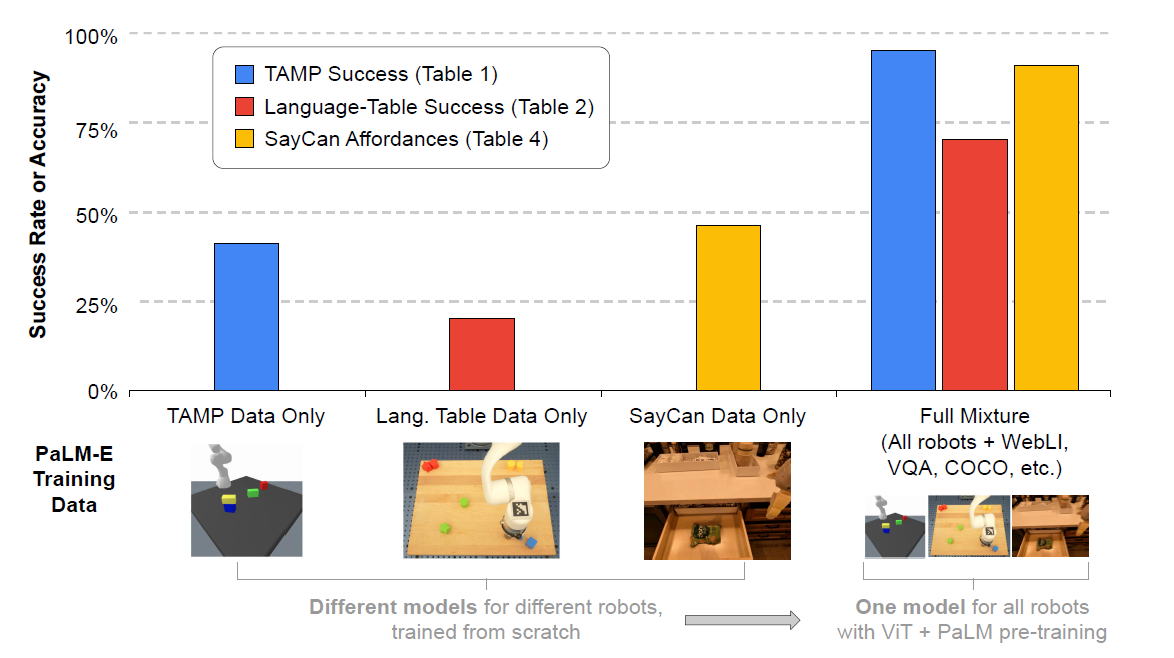 100%
75%
50%
25%
0%
Success Rate or Accuracy
TAMP Success (Table 1)
Language-Table Success (Table 2)
SayCan Affordances (Table 4)
TAMP Data Only
Lang. Table Data Only
SayCan Data Only
Full Mixture
(All robots + WebLI,
VQA, COCO, etc.)
PaLM-E
Training
Data
Different models for different robots,
trained from scratch
One model for all robots
with ViT + PaLM pre-training